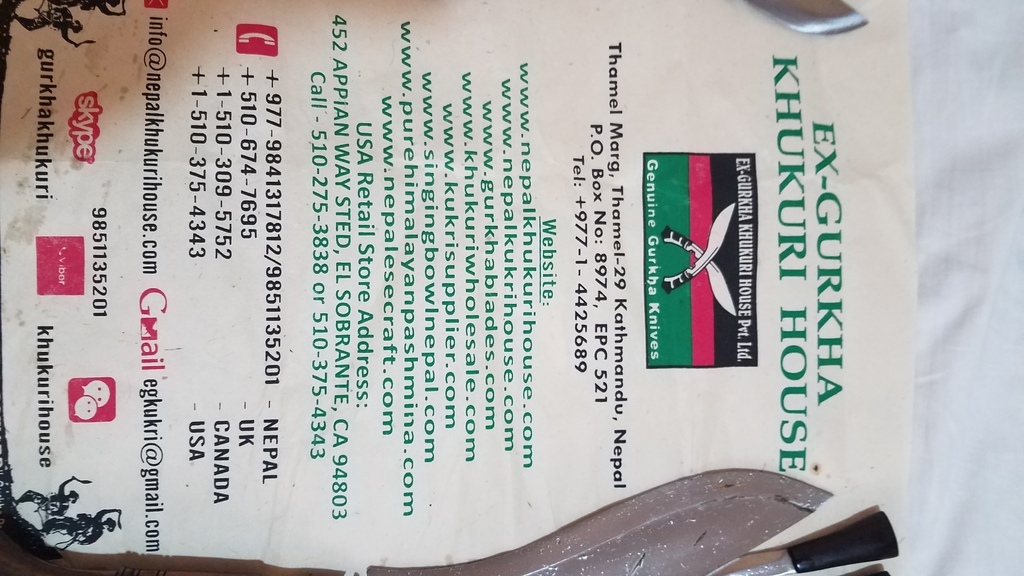 EX-GURKHA
KHUKURI HOUSE
EX-GURKHA KHUKURI HOUSE Pvt. Ltd.
Genuine Gurkha Knives
Thamel Marg, Thamel-29 Kathmandu, Nepal
P.O. Box No: 8974, EPC 521
Tel: +977-1- 4425689
Website:
www.nepalkhukurihouse.com
www.nepalkukrihouse.com
www.gurkhablades.com
www.khukuriwholesale.com
www.kukrisupplier.com
www.singingbowlnepal.com
www.purehimalayanpashmina.com
www.nepalesecraft.com
USA Retail Store Address:
452 APPIAN WAY STED, EL SOBRANTE, CA 94803
Call - 510-275-3838 or 510-375-4343
+ 977-9841317812/9851135201 - NEPAL
+ 510-674-7695 - UK
+ 1-510-309-5752 - CANADA
+ 1-510-375-4343 - USA
info@nepalkhukurihouse.com Gmail egkukri@gmail.com
9851135201
skype Viber
gurkhakhukuri khukurihouse